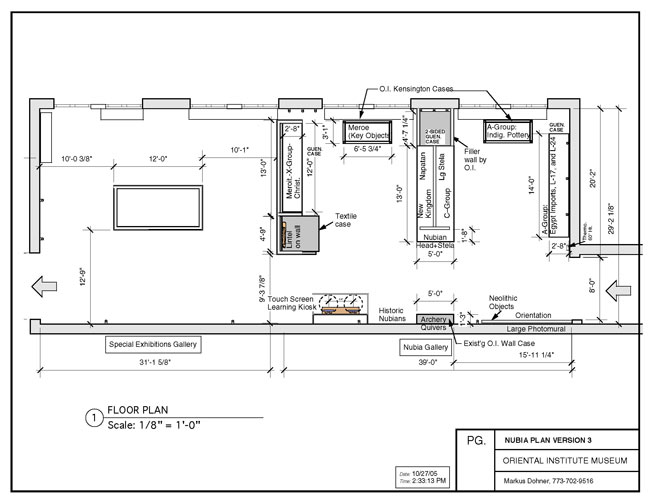 O.I. Kensington Cases
2'-8"
3'-1"
Meroe
(Key Objects
6'-5 3/4"
4'-7 1/4"
2-SIDED
GUEN.
CASE
A-Group:
Indig. Pottery
GUEN.
CASE
Filler
wall by
O.I.
10'-0 3/8"
12'-0"
10'-1"
13'-0"
Meroit.-X-Group-
Christ.
GUEN.
CASE
12'-0"
13'-0"
New
Kingdom
Napatan
C-Group
Lg Stela
14'-0"
A-Group:
Egypt Imports, L-17, and L-24
20'-2"
29'-2 1/8"
4'-9"
Lintel
on wall
Textile
case
Nubian
Head+Stela
1'-8"
5'-0"
2'-8"
12'-9"
9'-3 7/8"
Touch Screen
Learning Kiosk
Historic
Nubians
5'-0"
Archery
Quivers
1'-3"
Neolithic
Objects
Orientation
Large Photomural
8'-0"
Exist'g O.I. Wall Case
Special Exhibitions Gallery
Nubia Gallery
31'-1 5/8"
39'-0"
15'-11 1/4"
1
FLOOR PLAN
Scale: 1/8" = 1'-0"
Date: 10/27/05
Time: 2:33:13 PM
PG.
NUBIA PLAN VERSION 3
ORIENTAL INSTITUTE MUSEUM
Markus Dohner, 773-702-9516